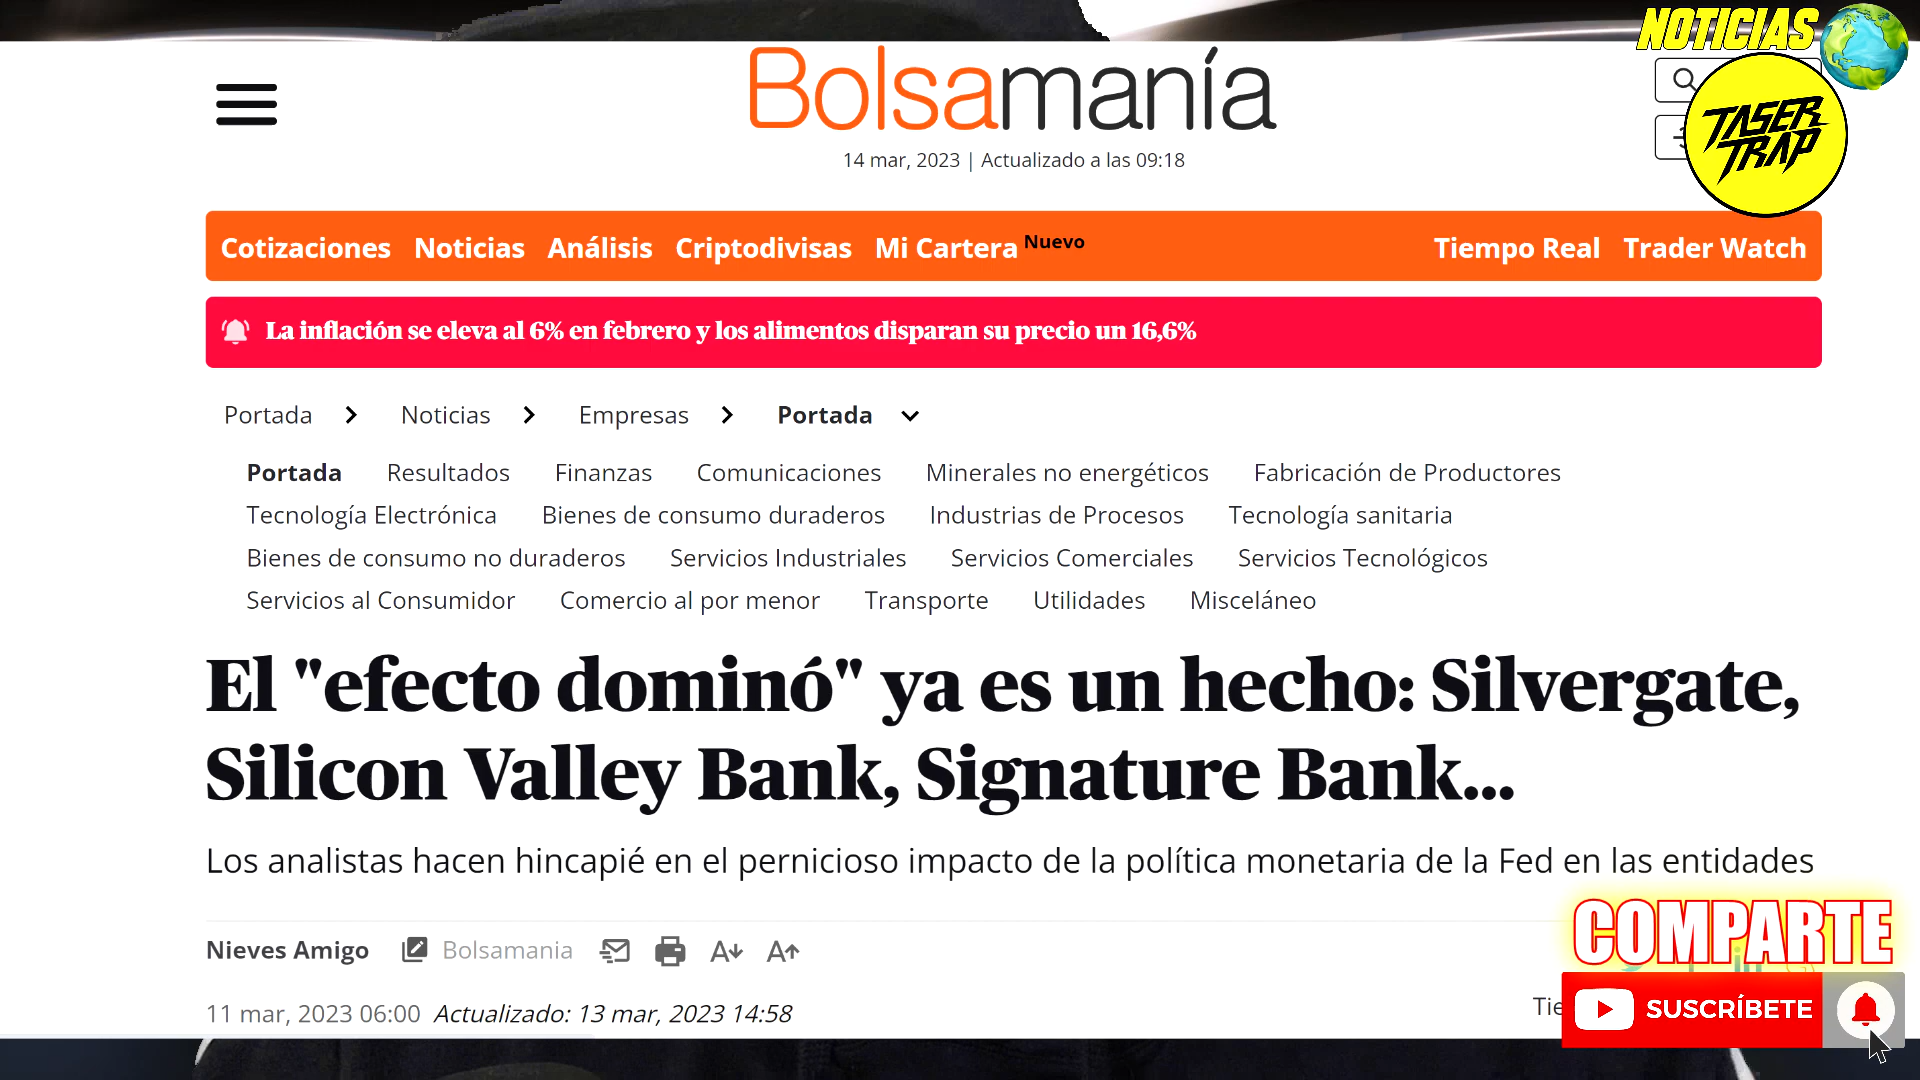 NOTICIAS
Bolsamanía
TASER
TRAP
14 mar, 2023 | Actualizado a las 09:18
Cotizaciones Noticias Análisis Criptodivisas Mi Cartera Nuevo Tiempo Real Trader Watch
La inflación se eleva al 6% en febrero y los alimentos disparan su precio un 16,6%
Portada Noticias Empresas Portada
Portada Resultados Finanzas Comunicaciones Minerales no energéticos Fabricación de Productores
Tecnología Electrónica Bienes de consumo duraderos Industrias de Procesos Tecnología sanitaria
Bienes de consumo no duraderos Servicios Industriales Servicios Comerciales Servicios Tecnológicos
Servicios al Consumidor Comercio al por menor Transporte Utilidades Misceláneo
El "efecto dominó" ya es un hecho: Silvergate,
Silicon Valley Bank, Signature Bank...
Los analistas hacen hincapié en el pernicioso impacto de la política monetaria de la Fed en las entidades
Nieves Amigo Bolsamania A A
COMPARTE
11 mar, 2023 06:00 Actualizado: 13 mar, 2023 14:58
SUSCRÍBETE